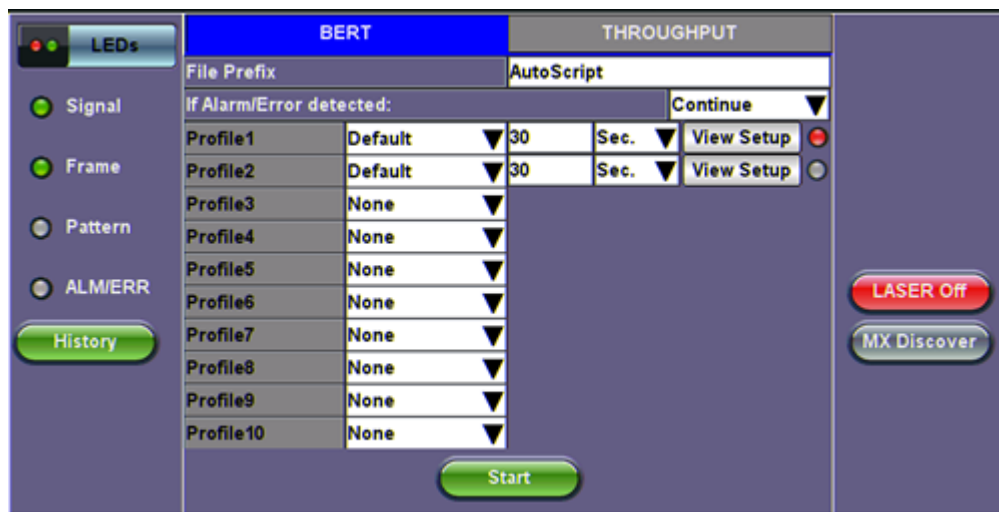 LEDs
Signal
Frame
Pattern
ALM/ERR
History
BERT THROUGHPUT
File Prefix AutoScript
If Alarm/Error detected: Continue
Profile1 Default 30 Sec. View Setup
Profile2 Default 30 Sec. View Setup
Profile3 None
Profile4 None
Profile5 None
Profile6 None
Profile7 None
Profile8 None
Profile9 None
Profile10 None
Start
LASER Off
MX Discover